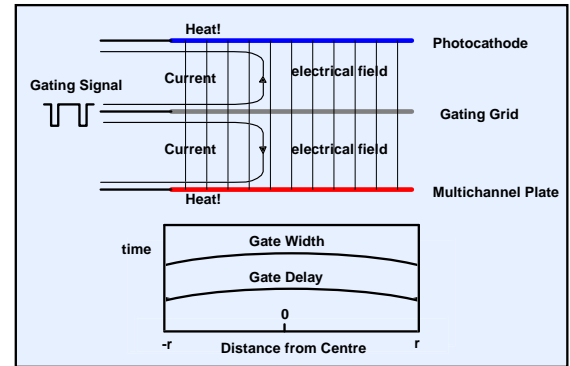 Heat!
Photocathode
Current
electrical field
Gating Signal
Gating Grid
Current
electrical field
Multichannel Plate
Heat!
time
Gate Width
Gate Delay
0
-r
Distance from Centre
r